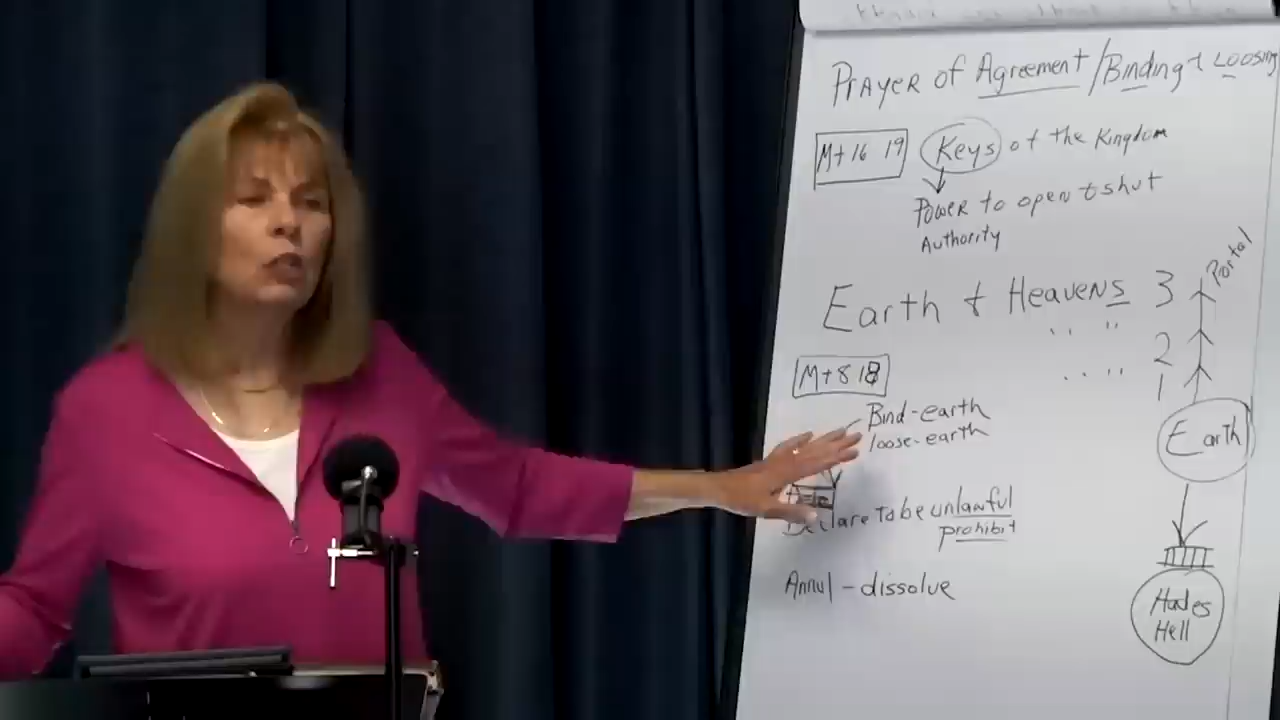 Prayer of Agreement / Binding + Loosing
Mt 16 19 Keys of the Kingdom
Power to open + shut
Authority
Portal
Earth + Heavens 3
" " 2
" " 1
Mt 8 18
Bind - earth
loose - earth
Earth
Declare to be unlawful
prohibit
Annul - dissolve
Hades
Hell